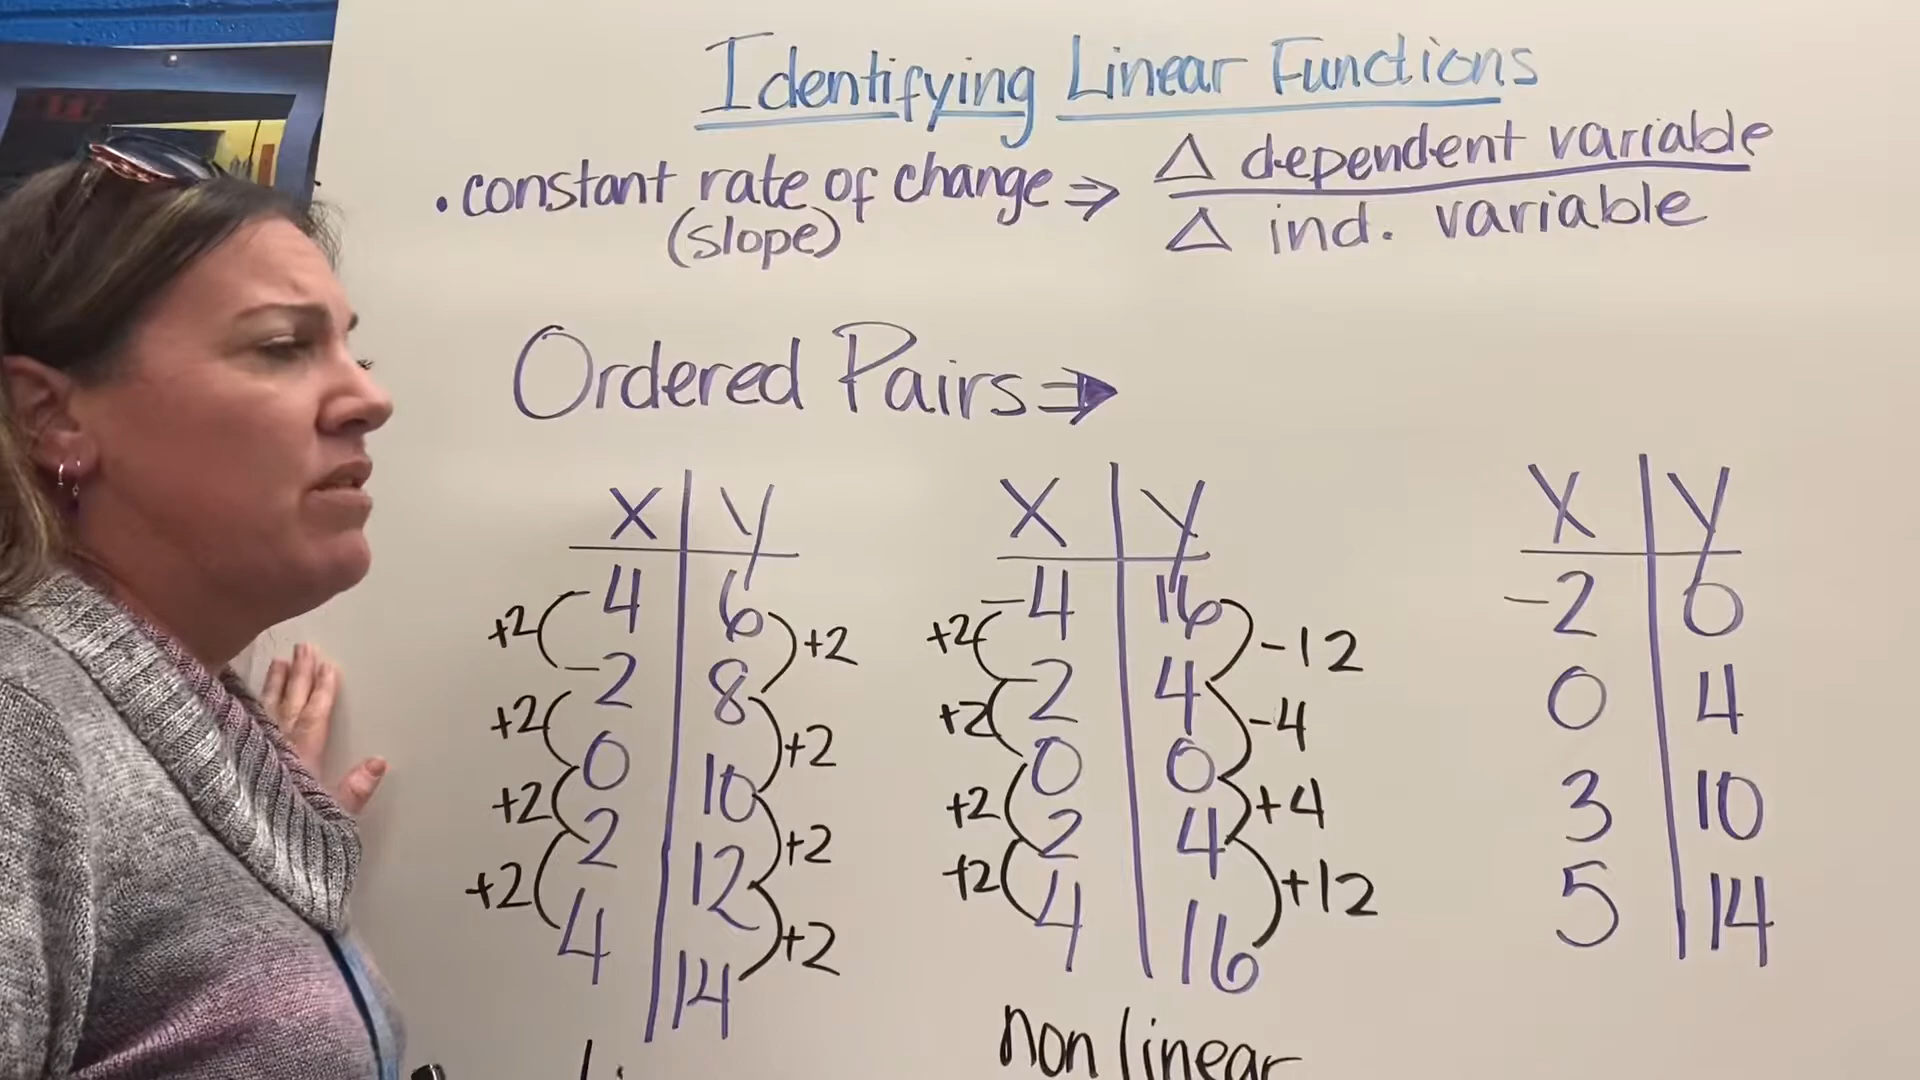 Identifying Linear Functions
• constant rate of change ⇒ Δ dependent variable
(slope) Δ ind. variable
Ordered Pairs ⇒
X Y
-4 6
-2 8
0 10
2 12
4 14
+2 +2
+2 +2
+2 +2
+2 +2
X Y
-4 16
-2 4
0 0
2 4
4 16
+2 -12
+2 -4
+2 +4
+2 +12
non linear
X Y
-2 0
0 4
3 10
5 14